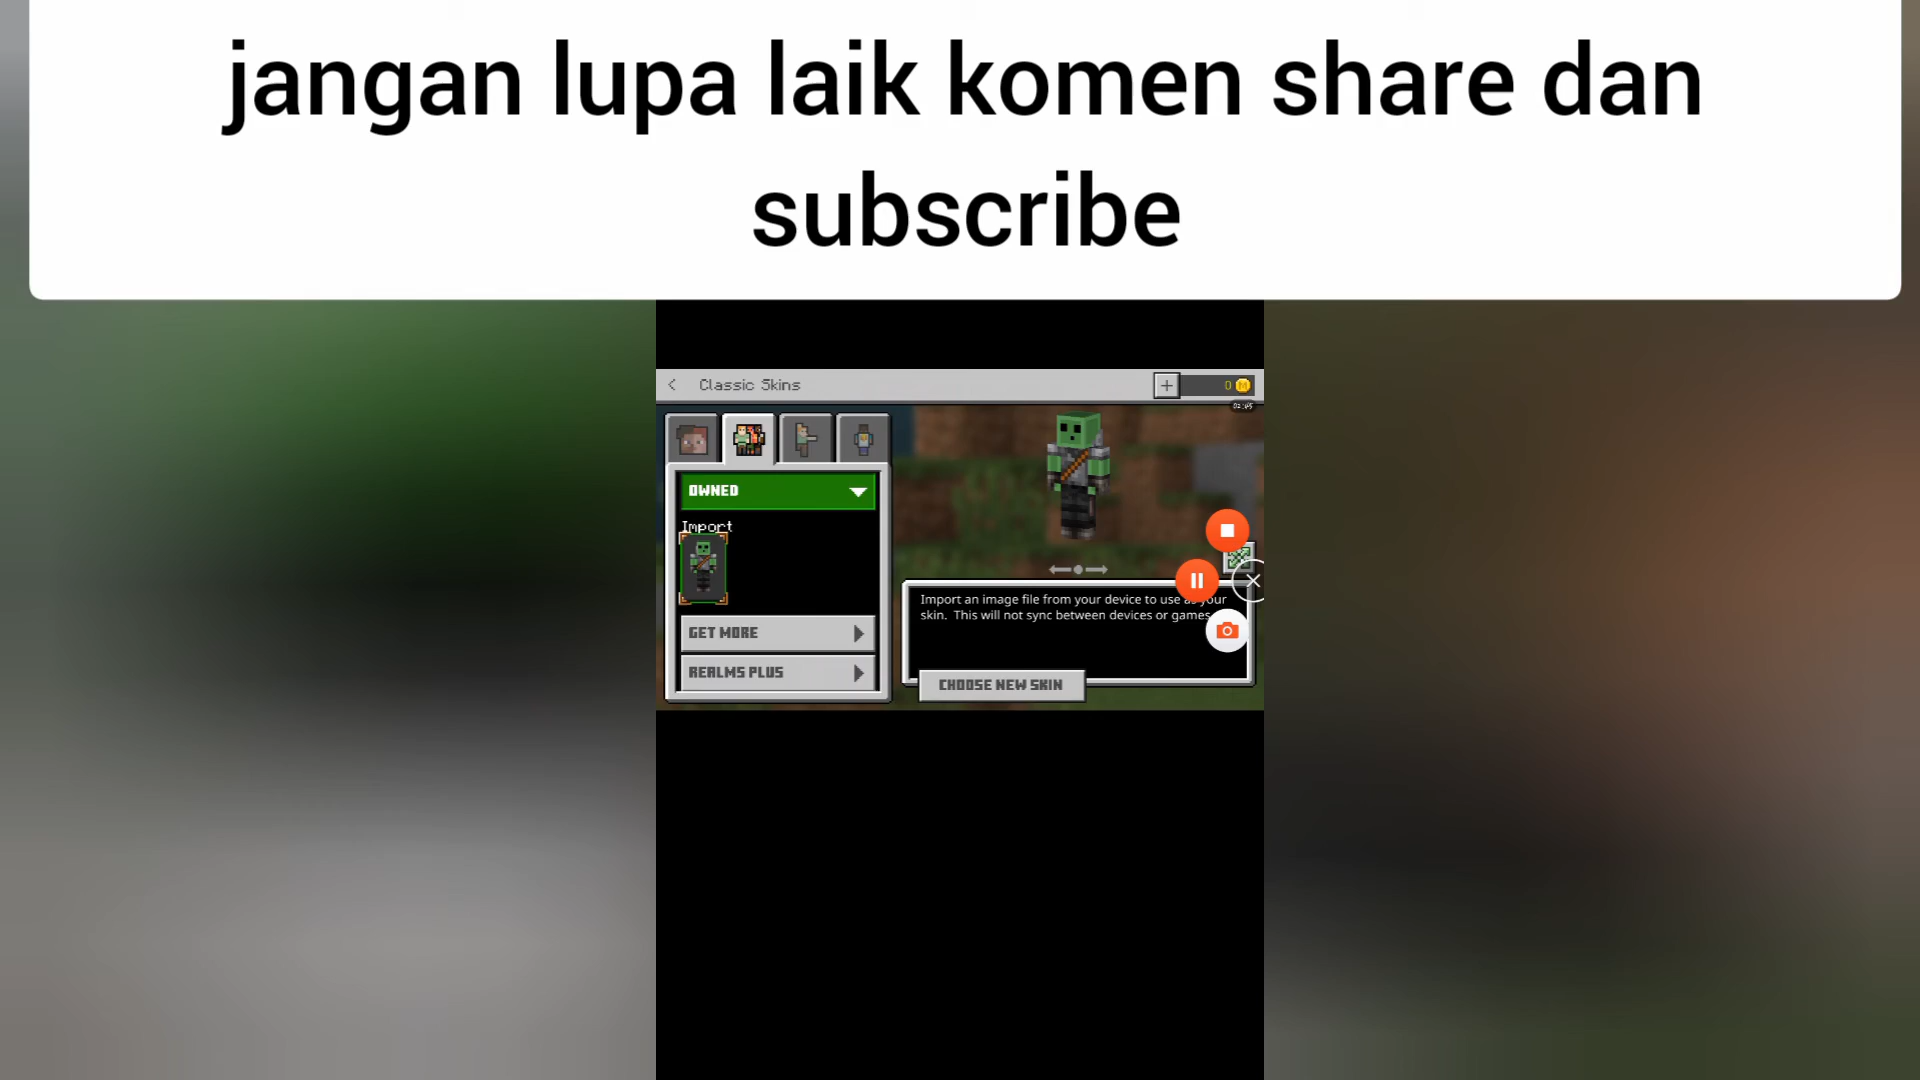 jangan lupa laik komen share dan
subscribe
Classic Skins
0
OWNED
Import
GET MORE
REALMS PLUS
Import an image file from your device to use as your
skin. This will not sync between devices or games
CHOOSE NEW SKIN